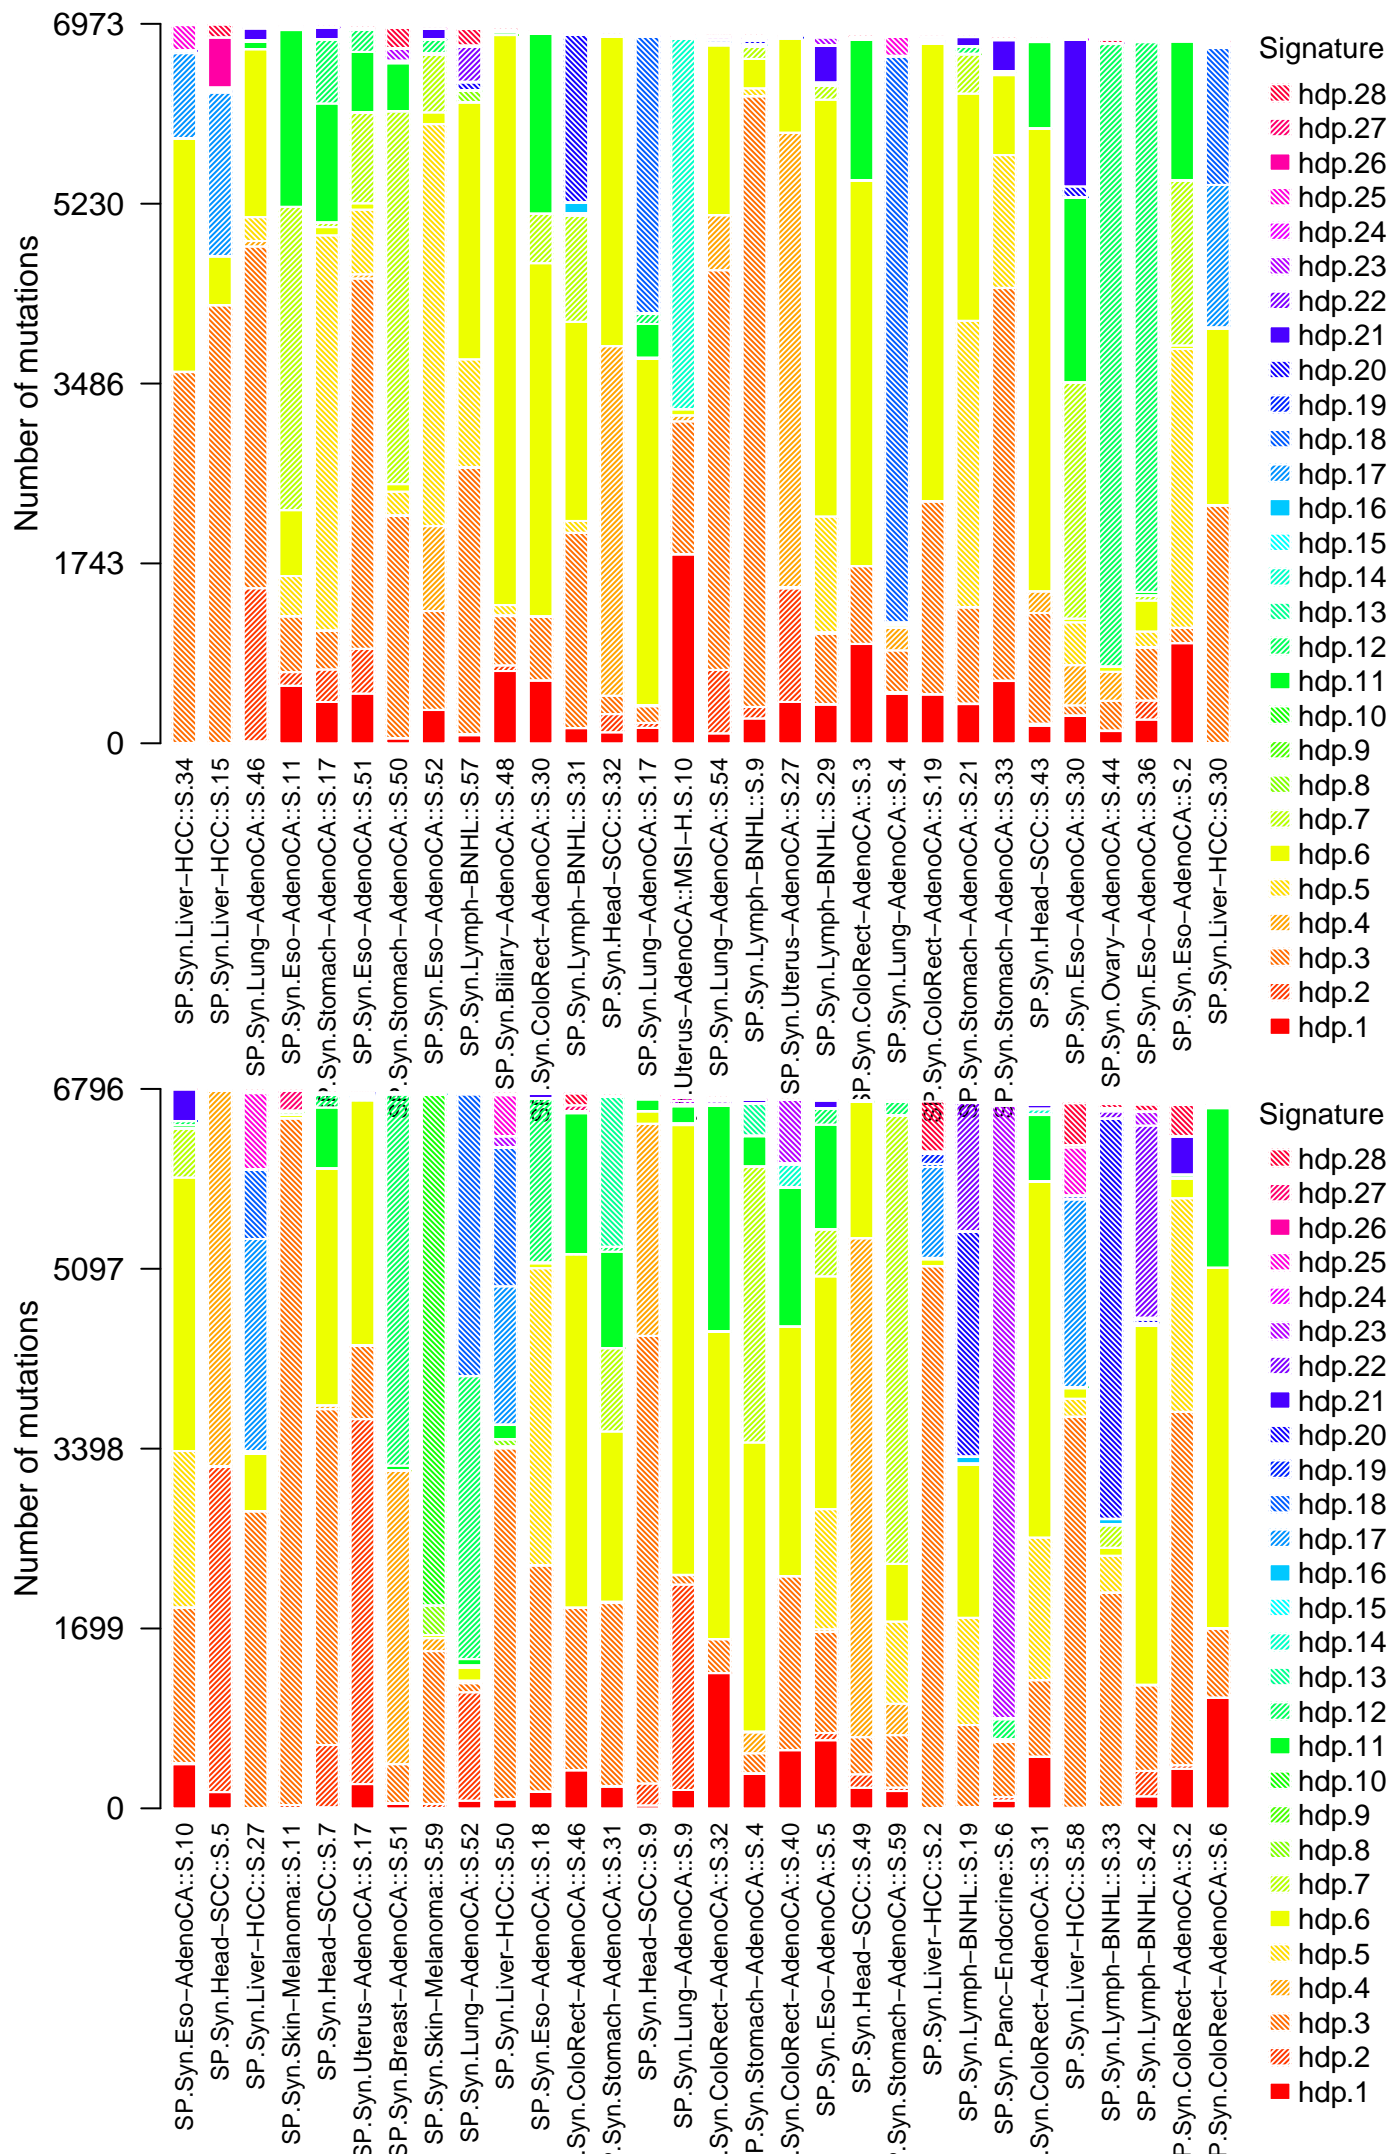 Number of mutations
6973
5230
3486
1743
0
SP.Syn.Liver−HCC::S.34
SP.Syn.Liver−HCC::S.15
SP.Syn.Lung−AdenoCA::S.46
SP.Syn.Eso−AdenoCA::S.11
SP.Syn.Stomach−AdenoCA::S.17
SP.Syn.Eso−AdenoCA::S.51
SP.Syn.Stomach−AdenoCA::S.50
SP.Syn.Eso−AdenoCA::S.52
SP.Syn.Lymph−BNHL::S.57
SP.Syn.Biliary−AdenoCA::S.48
SP.Syn.ColoRect−AdenoCA::S.30
SP.Syn.Lymph−BNHL::S.31
SP.Syn.Head−SCC::S.32
SP.Syn.Lung−AdenoCA::S.17
.Uterus−AdenoCA::MSI−H.S.10
SP.Syn.Lung−AdenoCA::S.54
SP.Syn.Lymph−BNHL::S.9
SP.Syn.Uterus−AdenoCA::S.27
SP.Syn.Lymph−BNHL::S.29
SP.Syn.ColoRect−AdenoCA::S.3
SP.Syn.Lung−AdenoCA::S.4
SP.Syn.ColoRect−AdenoCA::S.19
SP.Syn.Stomach−AdenoCA::S.21
SP.Syn.Stomach−AdenoCA::S.33
SP.Syn.Head−SCC::S.43
SP.Syn.Eso−AdenoCA::S.30
SP.Syn.Ovary−AdenoCA::S.44
SP.Syn.Eso−AdenoCA::S.36
SP.Syn.Eso−AdenoCA::S.2
SP.Syn.Liver−HCC::S.30
Signature
hdp.28
hdp.27
hdp.26
hdp.25
hdp.24
hdp.23
hdp.22
hdp.21
hdp.20
hdp.19
hdp.18
hdp.17
hdp.16
hdp.15
hdp.14
hdp.13
hdp.12
hdp.11
hdp.10
hdp.9
hdp.8
hdp.7
hdp.6
hdp.5
hdp.4
hdp.3
hdp.2
hdp.1
Number of mutations
6796
5097
3398
1699
0
SP.Syn.Eso−AdenoCA::S.10
SP.Syn.Head−SCC::S.5
SP.Syn.Liver−HCC::S.27
SP.Syn.Skin−Melanoma::S.11
SP.Syn.Head−SCC::S.7
SP.Syn.Uterus−AdenoCA::S.17
SP.Syn.Breast−AdenoCA::S.51
SP.Syn.Skin−Melanoma::S.59
SP.Syn.Lung−AdenoCA::S.52
SP.Syn.Liver−HCC::S.50
SP.Syn.Eso−AdenoCA::S.18
.Syn.ColoRect−AdenoCA::S.46
P.Syn.Stomach−AdenoCA::S.31
SP.Syn.Head−SCC::S.9
SP.Syn.Lung−AdenoCA::S.9
.Syn.ColoRect−AdenoCA::S.32
SP.Syn.Stomach−AdenoCA::S.4
.Syn.ColoRect−AdenoCA::S.40
SP.Syn.Eso−AdenoCA::S.5
SP.Syn.Head−SCC::S.49
P.Syn.Stomach−AdenoCA::S.59
SP.Syn.Liver−HCC::S.2
SP.Syn.Lymph−BNHL::S.19
SP.Syn.Panc−Endocrine::S.6
.Syn.ColoRect−AdenoCA::S.31
SP.Syn.Liver−HCC::S.58
SP.Syn.Lymph−BNHL::S.33
SP.Syn.Lymph−BNHL::S.42
SP.Syn.ColoRect−AdenoCA::S.2
SP.Syn.ColoRect−AdenoCA::S.6
Signature
hdp.28
hdp.27
hdp.26
hdp.25
hdp.24
hdp.23
hdp.22
hdp.21
hdp.20
hdp.19
hdp.18
hdp.17
hdp.16
hdp.15
hdp.14
hdp.13
hdp.12
hdp.11
hdp.10
hdp.9
hdp.8
hdp.7
hdp.6
hdp.5
hdp.4
hdp.3
hdp.2
hdp.1